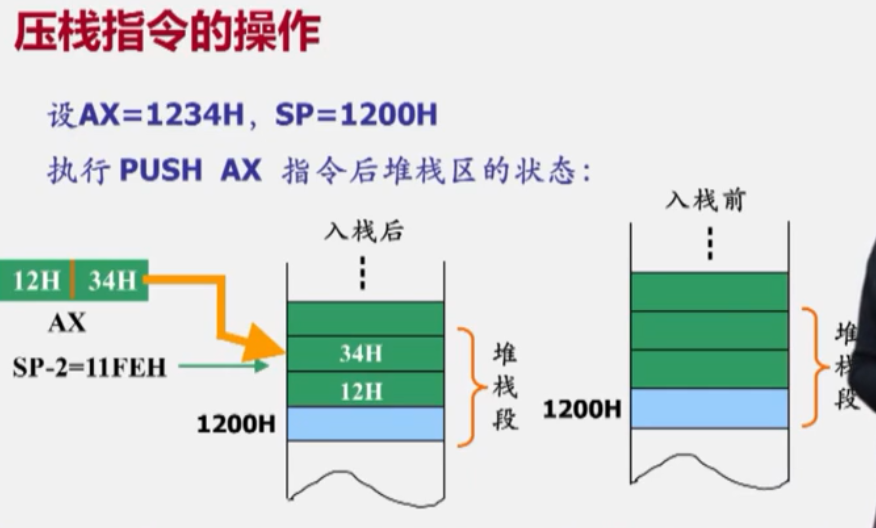 压栈指令的操作
设AX=1234H，SP=1200H
执行 PUSH AX 指令后堆栈区的状态：
入栈前
入栈后
12H 34H
AX
SP-2=11FEH
34H
12H
1200H
堆栈段
1200H
堆栈段